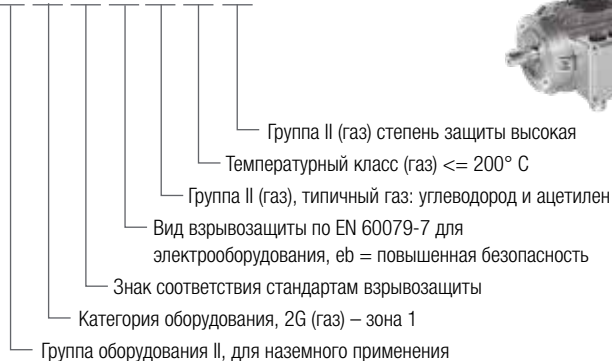 Группа II (газ) степень защиты высокая
Температурный класс (газ) <= 200° C
Группа II (газ), типичный газ: углеводород и ацетилен
Вид взрывозащиты по EN 60079-7 для
электрооборудования, eb = повышенная безопасность
Знак соответствия стандартам взрывозащиты
Категория оборудования, 2G (газ) – зона 1
Группа оборудования II, для наземного применения